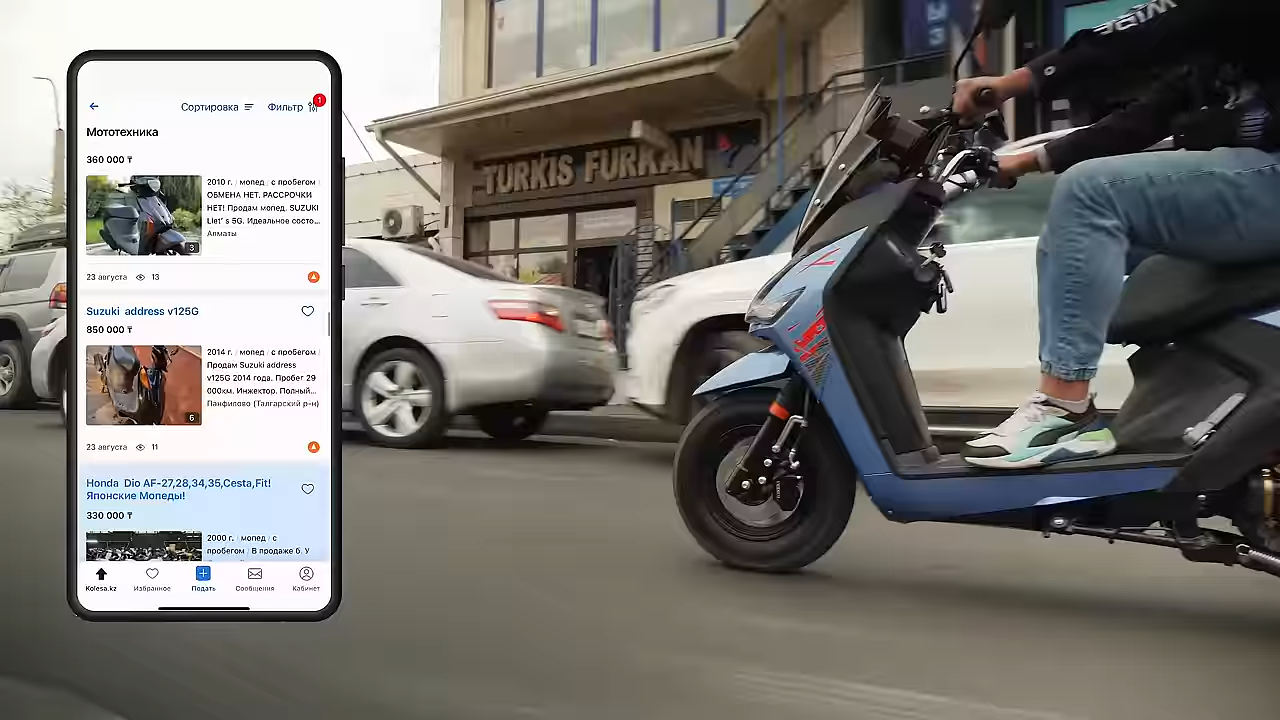 Сортировка
Фильтр
1
Мототехника
360 000 ₸
2010 г. / мопед / с пробегом /
ОБМЕНА НЕТ. РАССРОЧКИ
НЕТ! Продам мопед. SUZUKI
Let' s 5G. Идеальное состо...
Алматы
3
23 августа
13
Suzuki address v125G
850 000 ₸
2014 г. / мопед / с пробегом
Продам Suzuki address
v125G 2014 года. Пробег 29
000км. Инжектор. Полный...
Панфилово (Талгарский р-н)
6
23 августа
11
Honda Dio AF-27,28,34,35,Cesta,Fit!
Японские Мопеды!
330 000 ₸
2000 г. / мопед / с
пробегом / В продаже б. У
Kolesa.kz
Избранное
Подать
Сообщения
Кабинет
TURKIS FURKAN